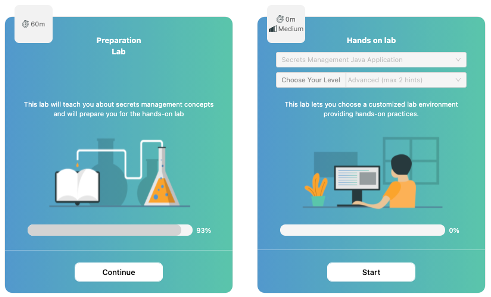 60m
Preparation
Lab
This lab will teach you about secrets management concepts
and will prepare you for the hands-on lab
93%
Continue
0m
Medium
Hands on lab
Secrets Management Java Application
Choose Your Level Advanced (max 2-hints)
This lab lets you choose a customized lab environment
providing hands-on practices.
0%
Start